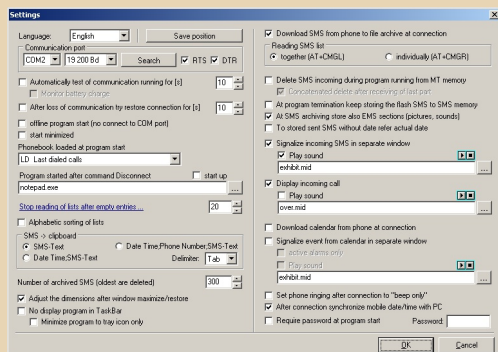 Settings
Language: English Save position
Communication port
COM2 19 200 Bd Search RTS DTR
Automatically test of communication running for [s] 10
Monitor battery charge
After loss of communication try restore connection for [s] 10
offline program start (no connect to COM port)
start minimized
Phonebook loaded at program start
LD Last dialed calls
Program started after command Disconnect start up
notepad.exe ...
Stop reading of lists after empty entries ... 20
Alphabetic sorting of lists
SMS -> clipboard
SMS-Text Date Time;Phone Number;SMS-Text
Date Time;SMS-Text Delimiter: Tab
Number of archived SMS (oldest are deleted) 300
Adjust the dimensions after window maximize/restore
No display program in TaskBar
Minimize program to tray icon only
Download SMS from phone to file archive at connection
Reading SMS list
together (AT+CMGL) individually (AT+CMGR)
Delete SMS incoming during program running from MT memory
Concatenated delete after receiving of last part
At program termination keep storing the flash SMS to SMS memory
At SMS archiving store also EMS sections (pictures, sounds)
To stored sent SMS without date refer actual date
Signalize incoming SMS in separate window
Play sound
exhibit.mid ...
Display incoming call
Play sound
over.mid ...
Download calendar from phone at connection
Signalize event from calendar in separate window
active alarms only
Play sound
exhibit.mid ...
Set phone ringing after connection to "beep only"
After connection synchronize mobile date/time with PC
Require password at program start Password:
OK Cancel